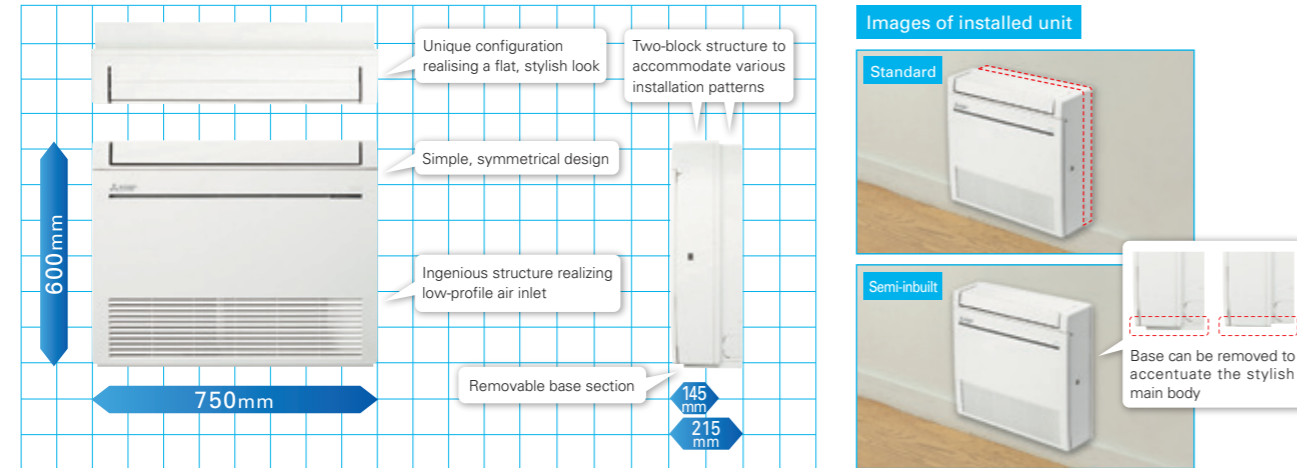 Unique configuration
realising a flat, stylish look
Two-block structure to
accommodate various
installation patterns
Simple, symmetrical design
600mm
Ingenious structure realizing
low-profile air inlet
Removable base section
750mm
145
mm
215
mm
Images of installed unit
Standard
Semi-inbuilt
Base can be removed to
accentuate the stylish
main body